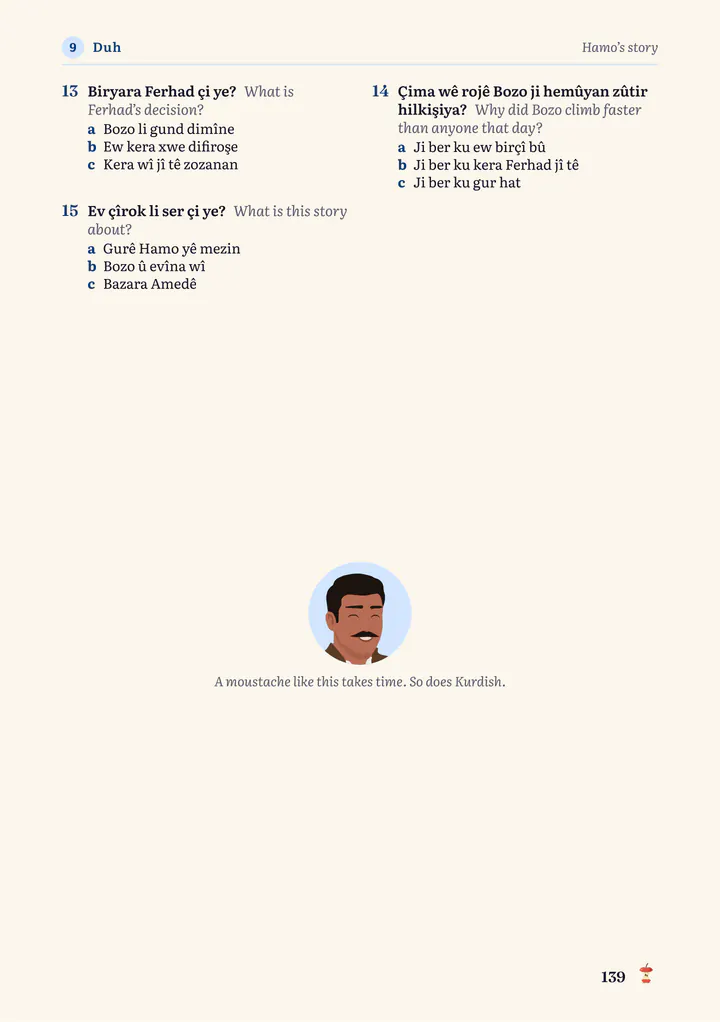 9 Duh
Hamo’s story
13 Biryara Ferhad çi ye? What is
Ferhad’s decision?
a Bozo li gund dimîne
b Ew kera xwe difiroşe
c Kera wî jî tê zozanan
14 Çima wê rojê Bozo ji hemûyan zûtir
hilkişiya? Why did Bozo climb faster
than anyone that day?
a Ji ber ku ew birçî bû
b Ji ber ku kera Ferhad jî tê
c Ji ber ku gur hat
15 Ev çîrok li ser çi ye? What is this story
about?
a Gurê Hamo yê mezin
b Bozo û evîna wî
c Bazara Amedê
A moustache like this takes time. So does Kurdish.
139